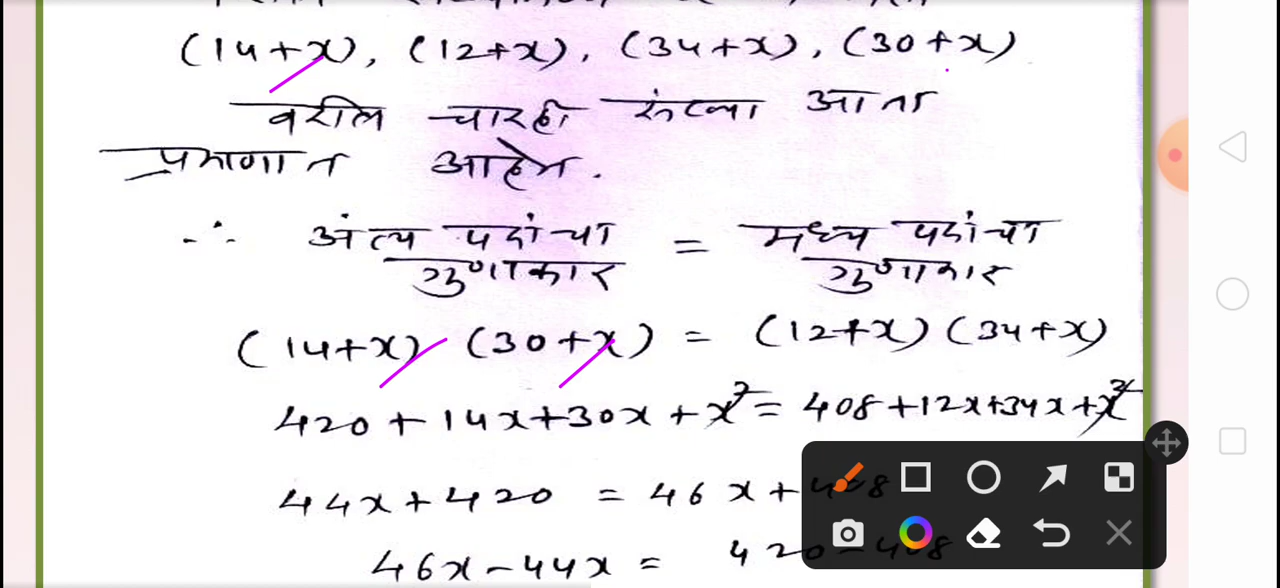 (14+x), (12+x), (34+x), (30+x)
वरील चारही संख्या आता
प्रमाणात आहेत.
∴ अंत्य पदांचा गुणाकार = मध्य पदांचा गुणाकार
(14+x) (30+x) = (12+x) (34+x)
420 + 14x + 30x + x² = 408 + 12x + 34x + x²
44x + 420 = 46x + 408
46x - 44x = 420 - 408